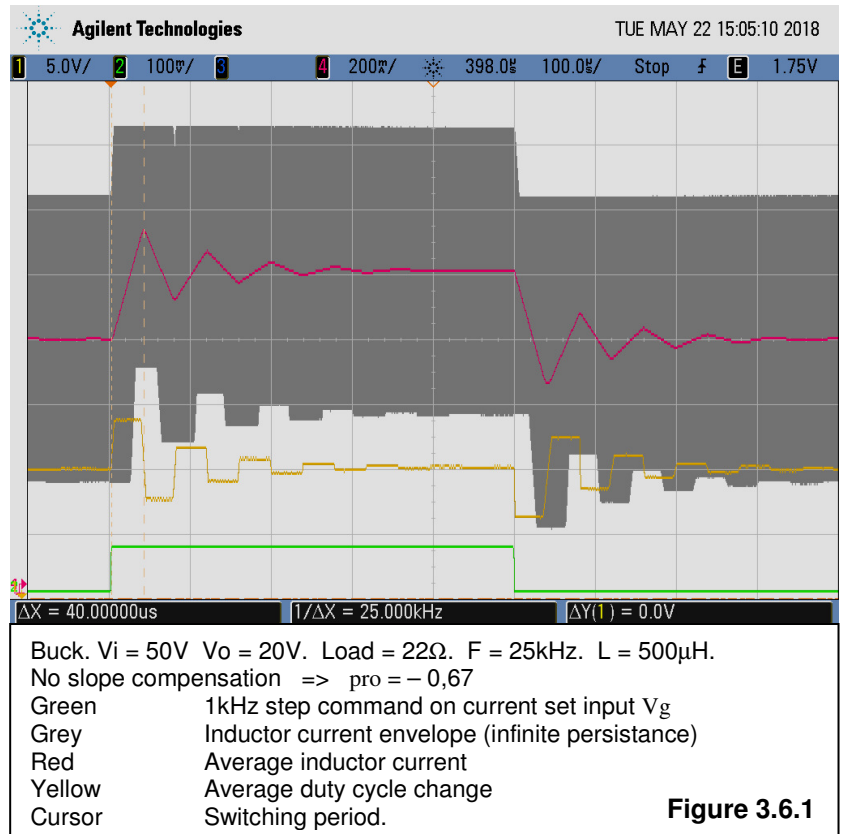 Agilent Technologies TUE MAY 22 15:05:10 2018
1 5.0V/ 2 100㎷/ 3 4 200㎷/ 398.0㎲ 100.0㎲/ Stop E 1.75V
ΔX = 40.00000us 1/ΔX = 25.000kHz ΔY(1) = 0.0V
Buck. Vi = 50V Vo = 20V. Load = 22Ω. F = 25kHz. L = 500µH.
No slope compensation => pro = – 0,67
Green 1kHz step command on current set input Vg
Grey Inductor current envelope (infinite persistance)
Red Average inductor current
Yellow Average duty cycle change
Cursor Switching period.
Figure 3.6.1